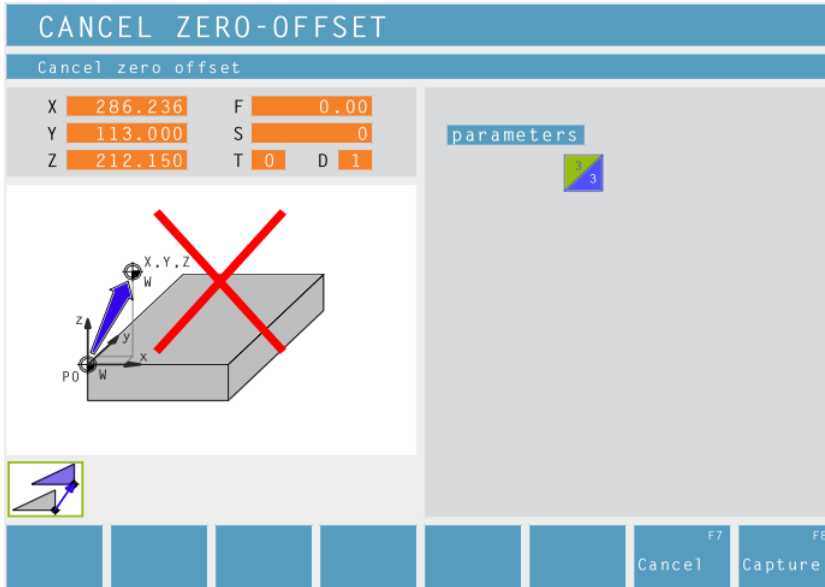 CANCEL ZERO-OFFSET
Cancel zero offset
X 286.236 F 0.00
Y 113.000 S 0
Z 212.150 T 0 D 1
parameters
3
3
X,Y,Z
W
z
y
x
P0 W
F7 F8
Cancel Capture